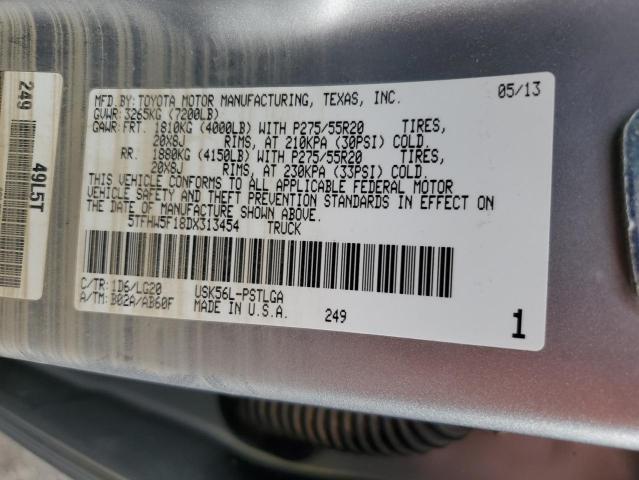 MFD. BY: TOYOTA MOTOR MANUFACTURING, TEXAS, INC. 05/13
GVWR: 3265KG (7200LB)
GAWR: FRT. 1810KG (4000LB) WITH P275/55R20 TIRES,
20X8J RIMS, AT 210KPA (30PSI) COLD.
RR. 1880KG (4150LB) WITH P275/55R20 TIRES,
20X8J RIMS, AT 230KPA (33PSI) COLD.
THIS VEHICLE CONFORMS TO ALL APPLICABLE FEDERAL MOTOR
VEHICLE SAFETY AND THEFT PREVENTION STANDARDS IN EFFECT ON
THE DATE OF MANUFACTURE SHOWN ABOVE.
5TFHW5F18DX313454 TRUCK
C/TR: 1D6/LG20 USK56L-PSTLGA
A/TM: B02A/AB60F MADE IN U.S.A. 249 1
249
49L5T